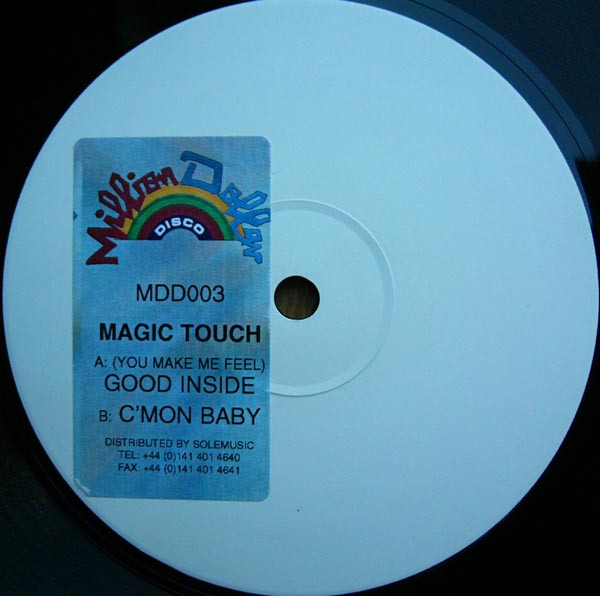 Million Dollar
DISCO
MDD003
MAGIC TOUCH
A: (YOU MAKE ME FEEL)
GOOD INSIDE
B: C'MON BABY
DISTRIBUTED BY SOLEMUSIC
TEL: +44 (0)141 401 4640
FAX: +44 (0)141 401 4641